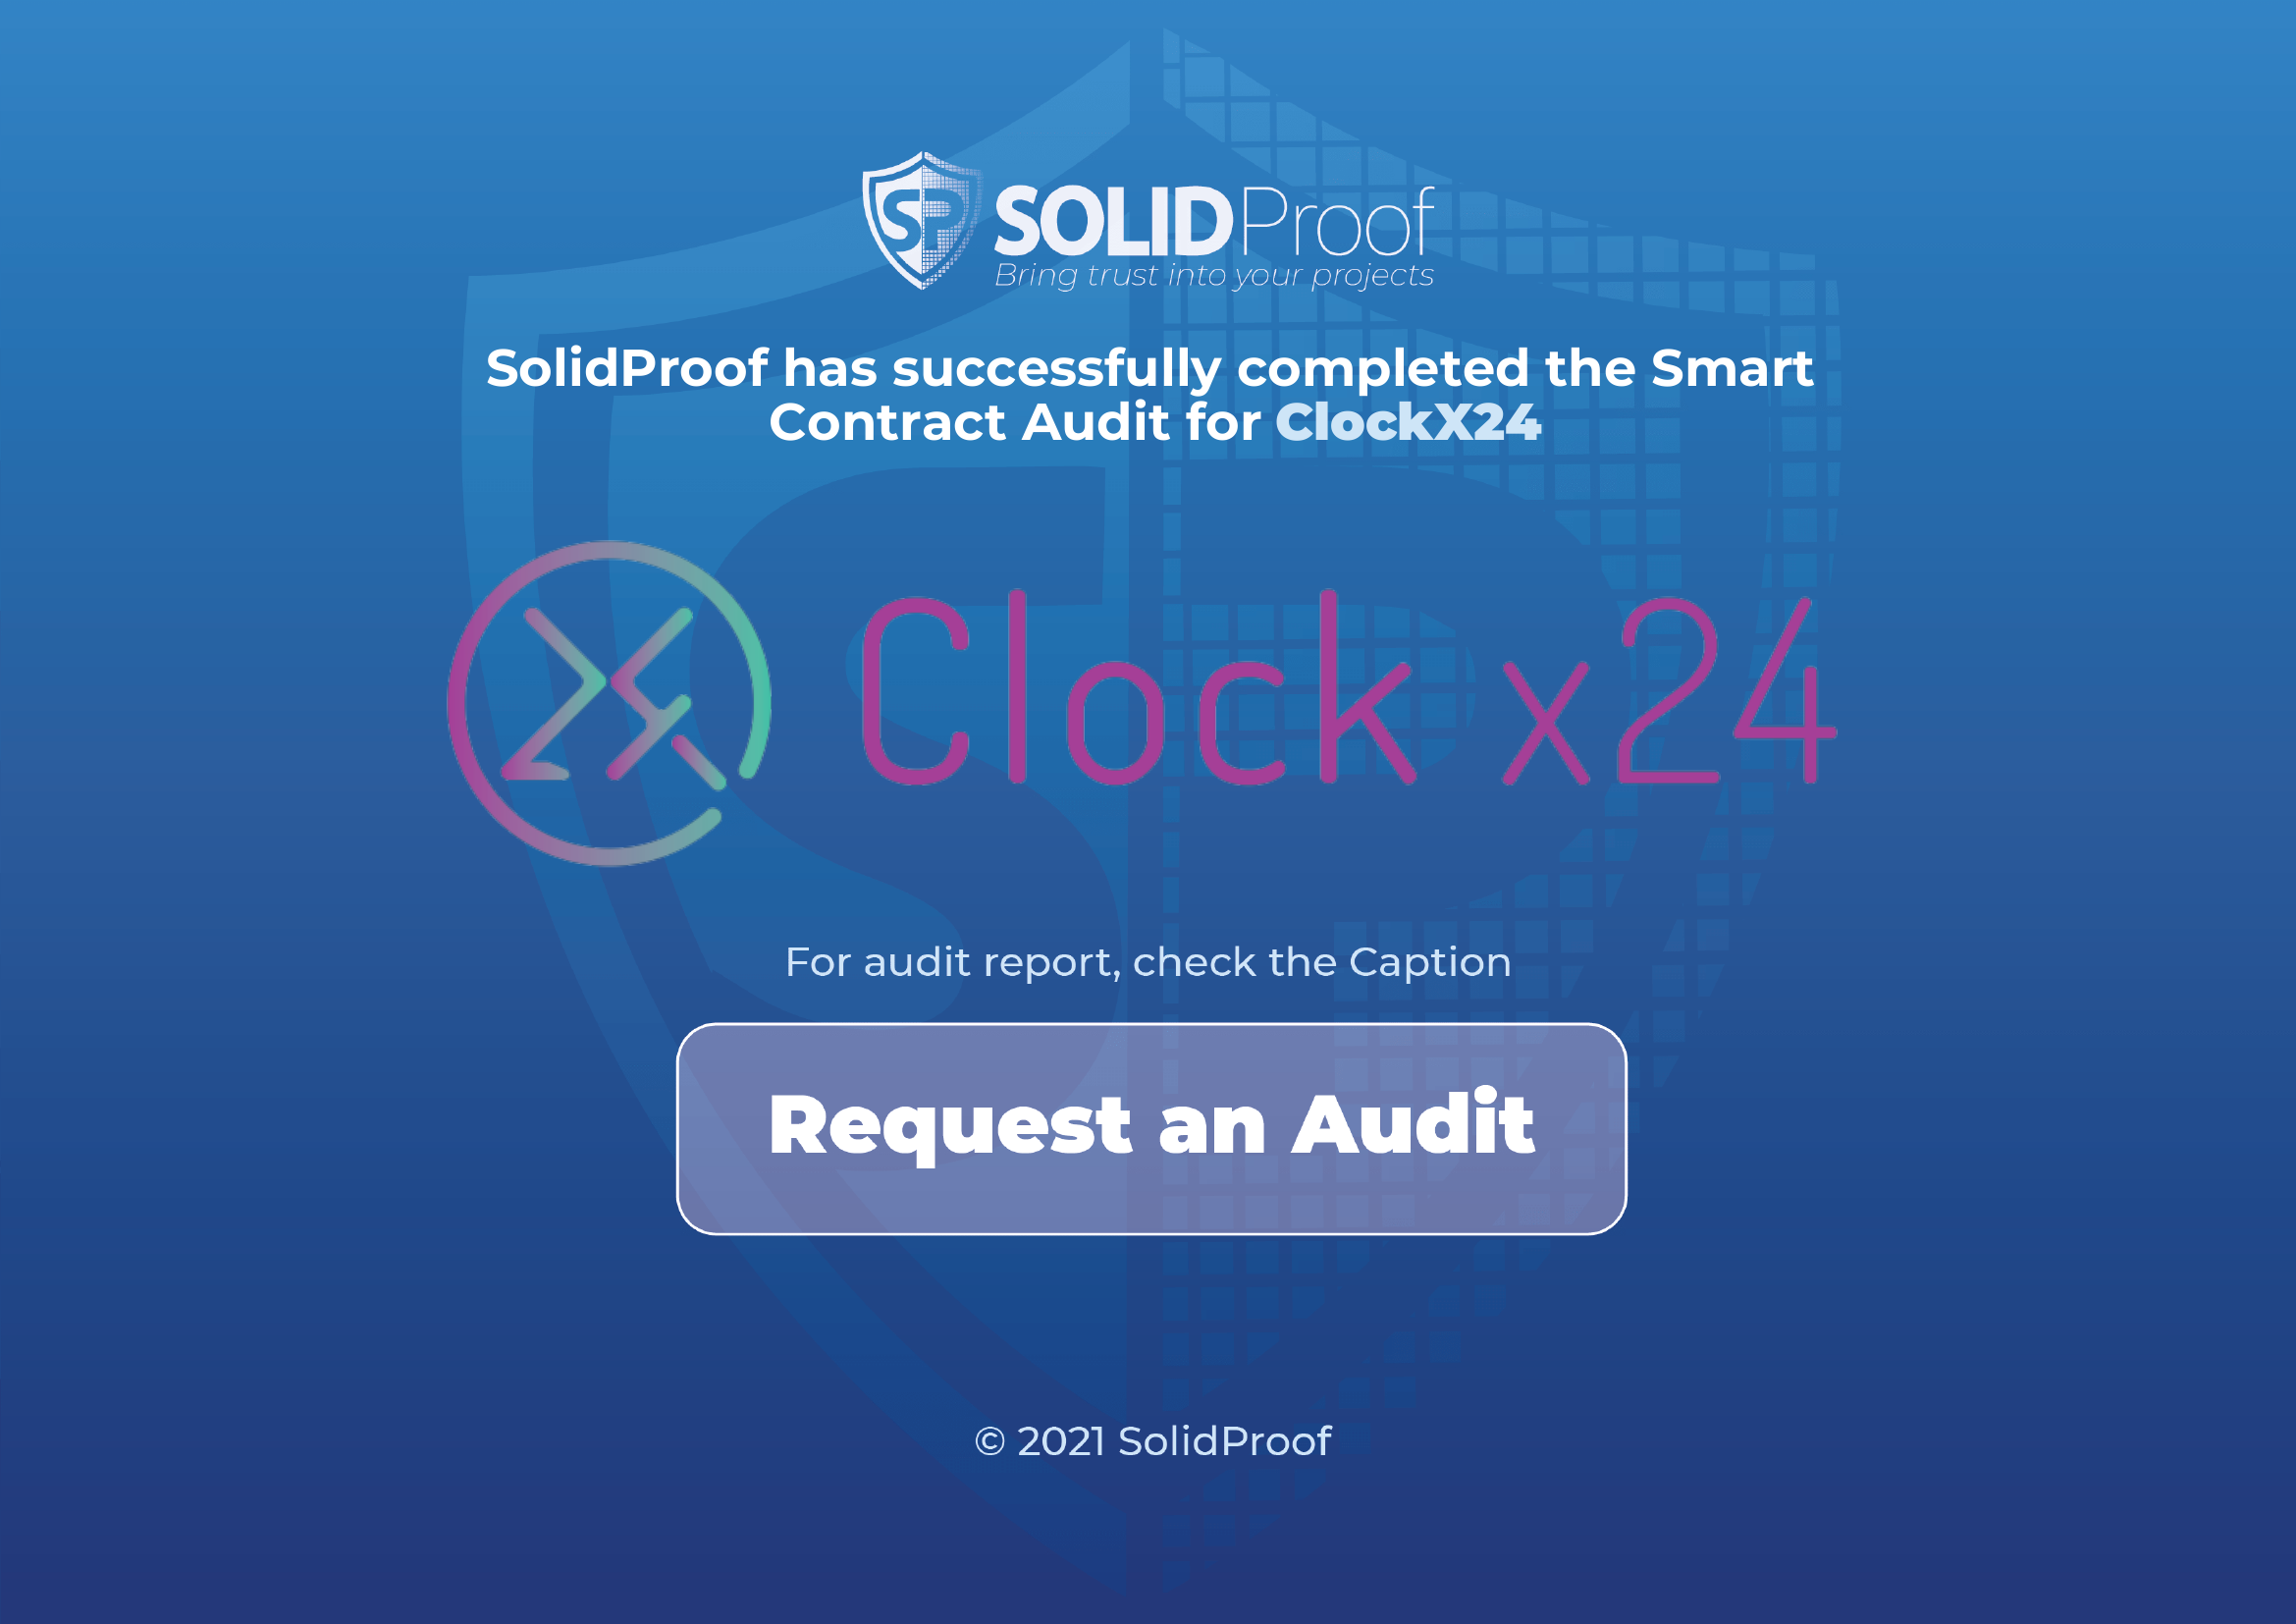 SP SOLIDProof
Bring trust into your projects
SolidProof has successfully completed the Smart
Contract Audit for ClockX24
Clock x24
For audit report, check the Caption
Request an Audit
© 2021 SolidProof